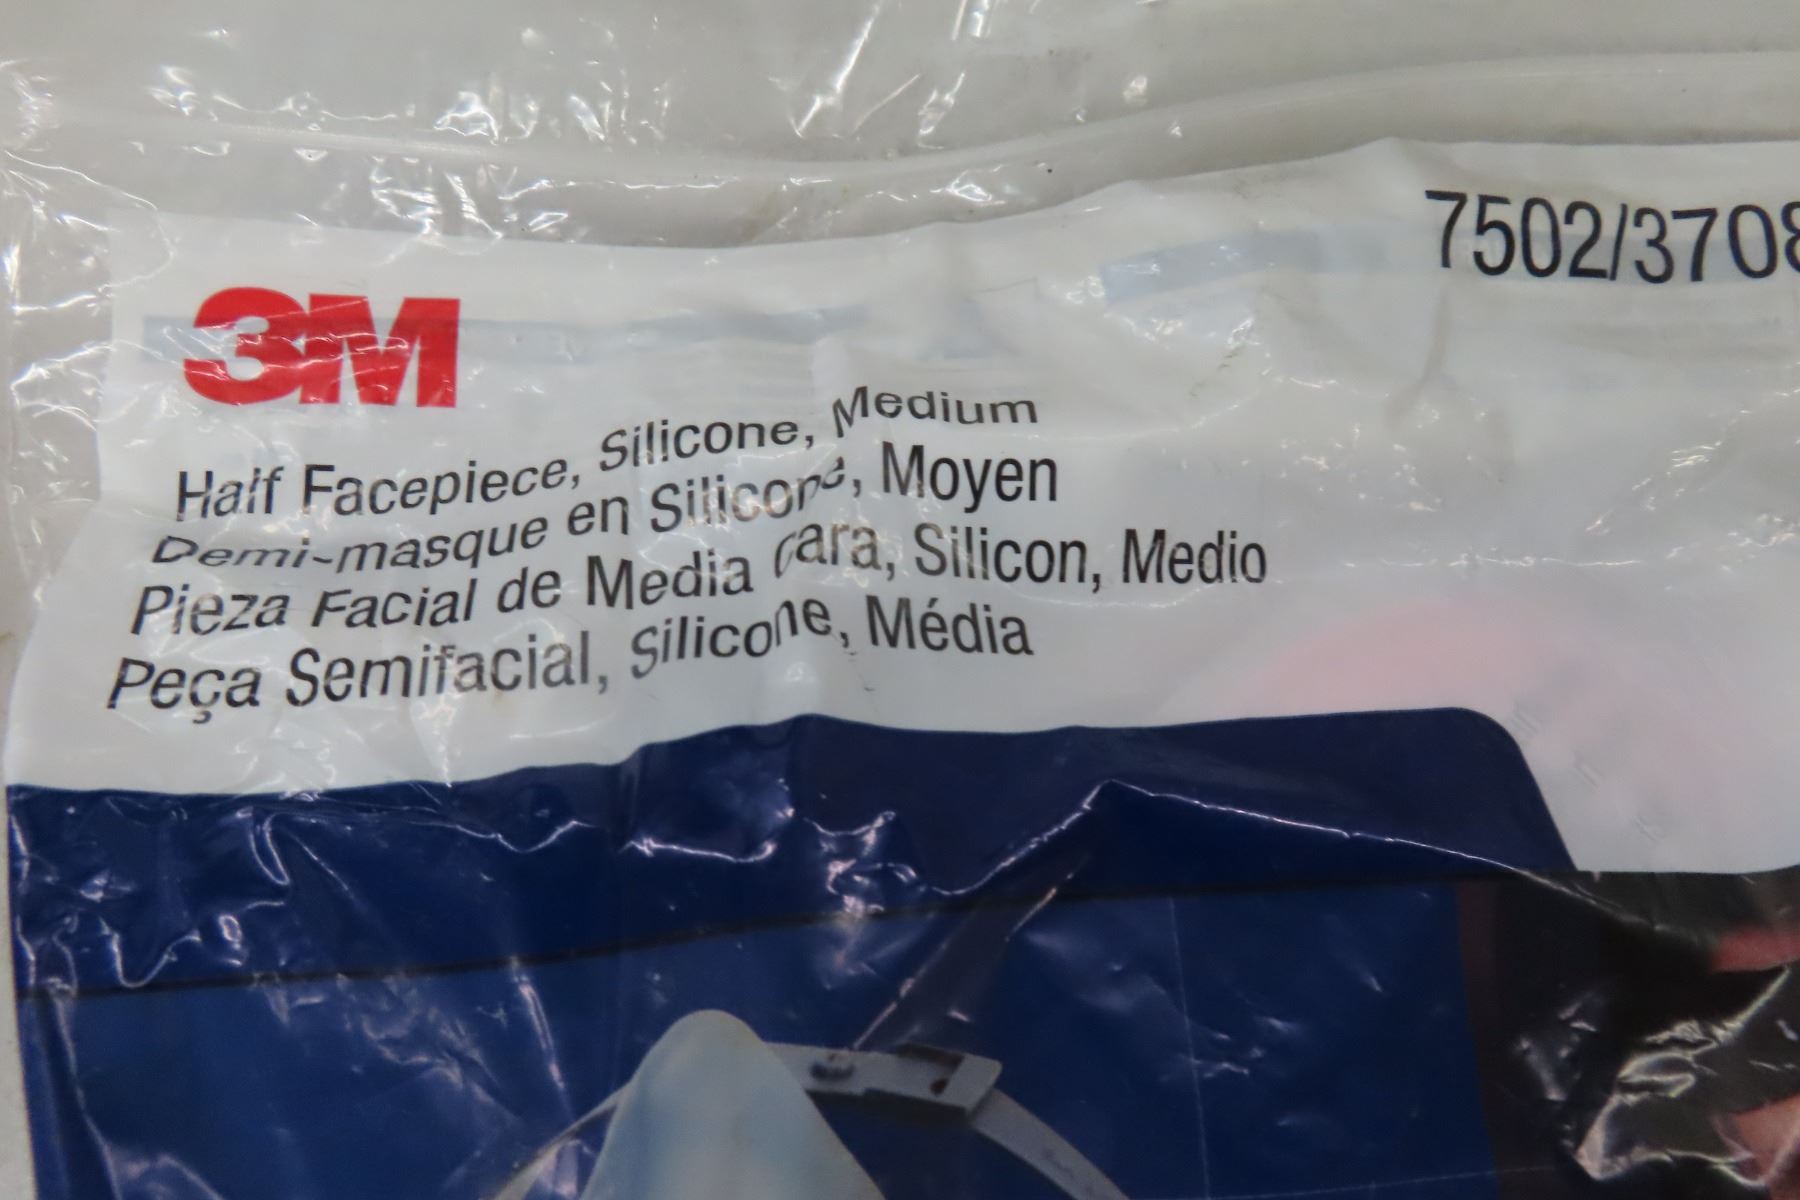 7502/3708
3M
Half Facepiece, Silicone, Medium
Demi-masque en Silicone, Moyen
Pieza Facial de Media Cara, Silicon, Medio
Peça Semifacial, Silicone, Média